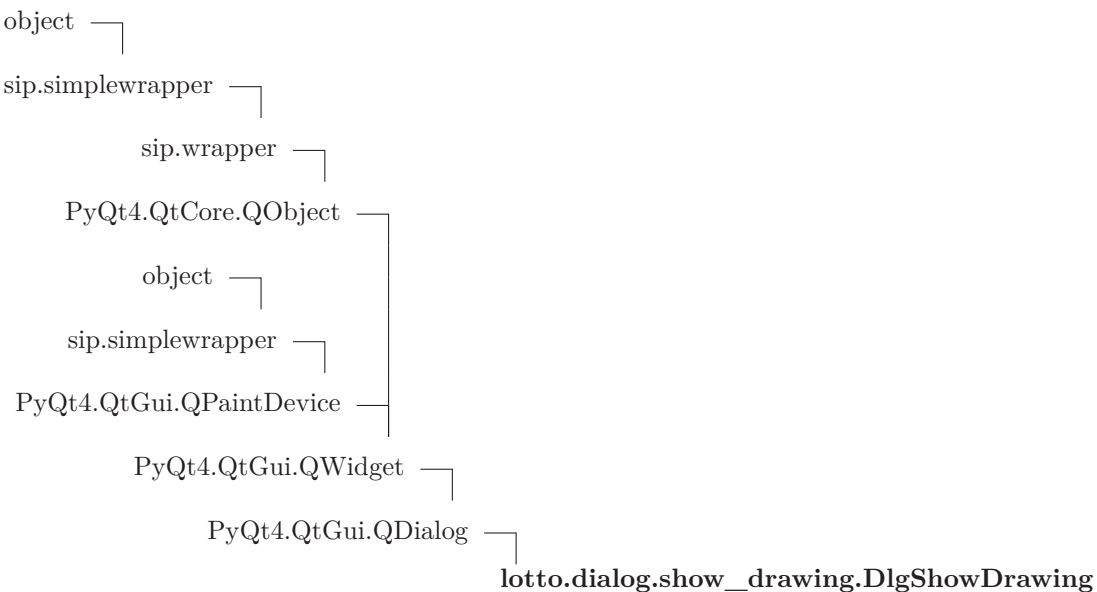 object
sip.simplewrapper
sip.wrapper
PyQt4.QtCore.QObject
object
sip.simplewrapper
PyQt4.QtGui.QPaintDevice
PyQt4.QtGui.QWidget
PyQt4.QtGui.QDialog
lotto.dialog.show_drawing.DlgShowDrawing